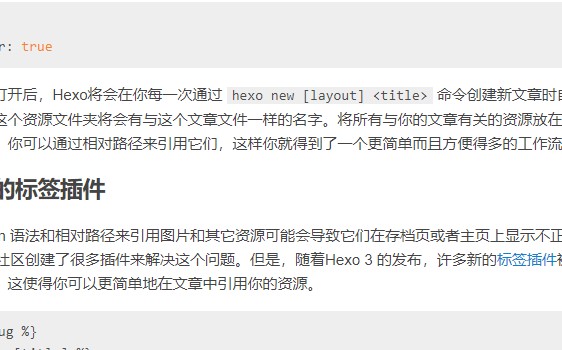 r: true
打开后，Hexo将会在你每一次通过 hexo new [layout] <title> 命令创建新文章时
这个资源文件夹将会有与这个文章文件一样的名字。将所有与你的文章有关的资源放在
，你可以通过相对路径来引用它们，这样你就得到了一个更简单而且方便得多的工作流
的标签插件
n 语法和相对路径来引用图片和其它资源可能会导致它们在存档页或者主页上显示不正
社区创建了很多插件来解决这个问题。但是，随着Hexo 3 的发布，许多新的标签插件
，这使得你可以更简单地在文章中引用你的资源。
ug %}